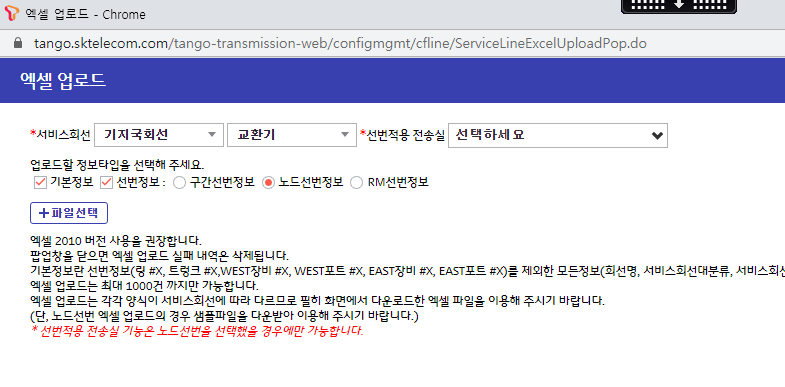 엑셀 업로드 - Chrome
tango.sktelecom.com/tango-transmission-web/configmgmt/cfline/ServiceLineExcelUploadPop.do
엑셀 업로드
*서비스회선 기지국회선 교환기 *선번적용 전송실 선택하세요
업로드할 정보타입을 선택해 주세요.
기본정보 선번정보 : 구간선번정보 노드선번정보 RM선번정보
+파일선택
엑셀 2010 버전 사용을 권장합니다.
팝업창을 닫으면 엑셀 업로드 실패 내역은 삭제됩니다.
기본정보란 선번정보(링 #X, 트렁크 #X,WEST장비 #X, WEST포트 #X, EAST장비 #X, EAST포트 #X)를 제외한 모든정보(회선명, 서비스회선대분류, 서비스회선
엑셀 업로드는 최대 1000건 까지만 가능합니다.
엑셀 업로드는 각각 양식이 서비스회선에 따라 다르므로 필히 화면에서 다운로드한 엑셀 파일을 이용해 주시기 바랍니다.
(단, 노드선번 엑셀 업로드의 경우 샘플파일을 다운받아 이용해 주시기 바랍니다.)
* 선번적용 전송실 기능은 노드선번을 선택했을 경우에만 가능합니다.